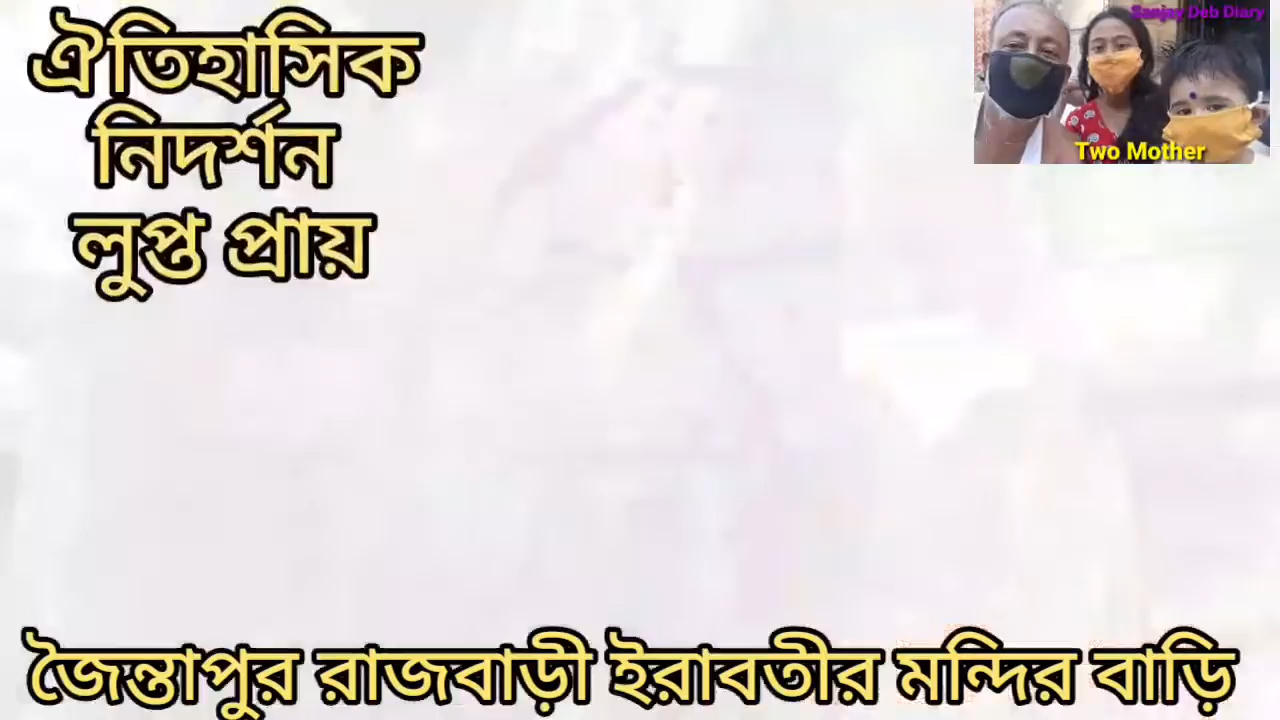 ঐতিহাসিক
নিদর্শন
লুপ্ত প্রায়
Sanjay Deb Diary
Two Mother
জৈন্তাপুর রাজবাড়ী ইরাবতীর মন্দির বাড়ি